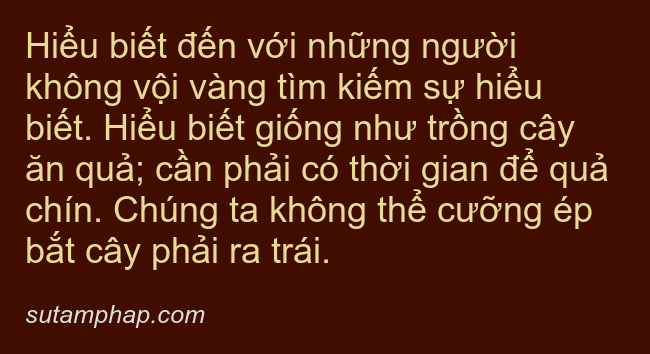 Hiểu biết đến với những người
không vội vàng tìm kiếm sự hiểu
biết. Hiểu biết giống như trồng cây
ăn quả; cần phải có thời gian để quả
chín. Chúng ta không thể cưỡng ép
bắt cây phải ra trái.
sutamphap.com